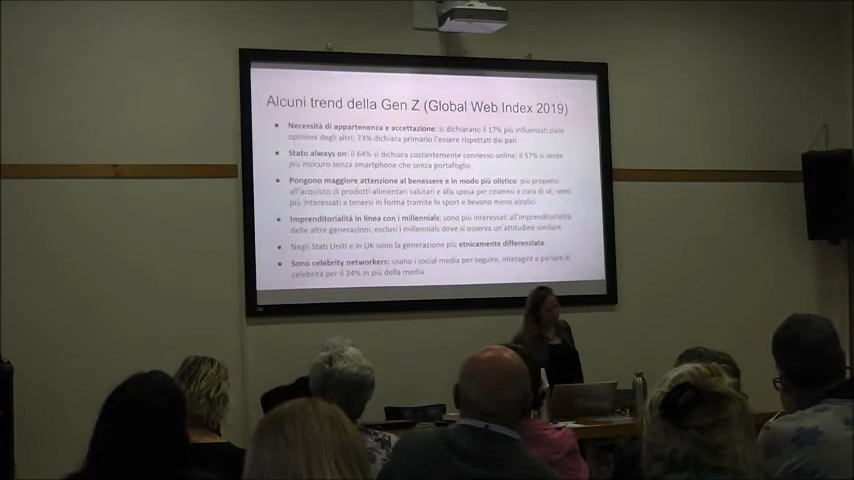 Alcuni trend della Gen Z (Global Web Index 2019)
• Necessità di appartenenza e accettazione: si dichiarano il 17% più influenzati dalle
opinioni degli altri, 73% dichiara primario l'essere rispettati dai pari
• Stato always on: il 64% si dichiara costantemente connesso online; il 57% si sente
più insicuro senza smartphone che senza portafoglio
• Pongono maggiore attenzione al benessere e in modo più olistico: più propensi
all'acquisto di prodotti alimentari salutari e alla spesa per cosmesi e cura di sé, sono
più interessati a tenersi in forma tramite lo sport e bevono meno alcolici
• Imprenditorialità in linea con i millennials: sono più interessati all'imprenditorialità
delle altre generazioni, esclusi i millennials dove si osserva un'attitudine similare
• Negli Stati Uniti e in UK sono la generazione più etnicamente differenziata
• Sono celebrity networkers: usano i social media per seguire, interagire e parlare di
celebrità per il 24% in più della media